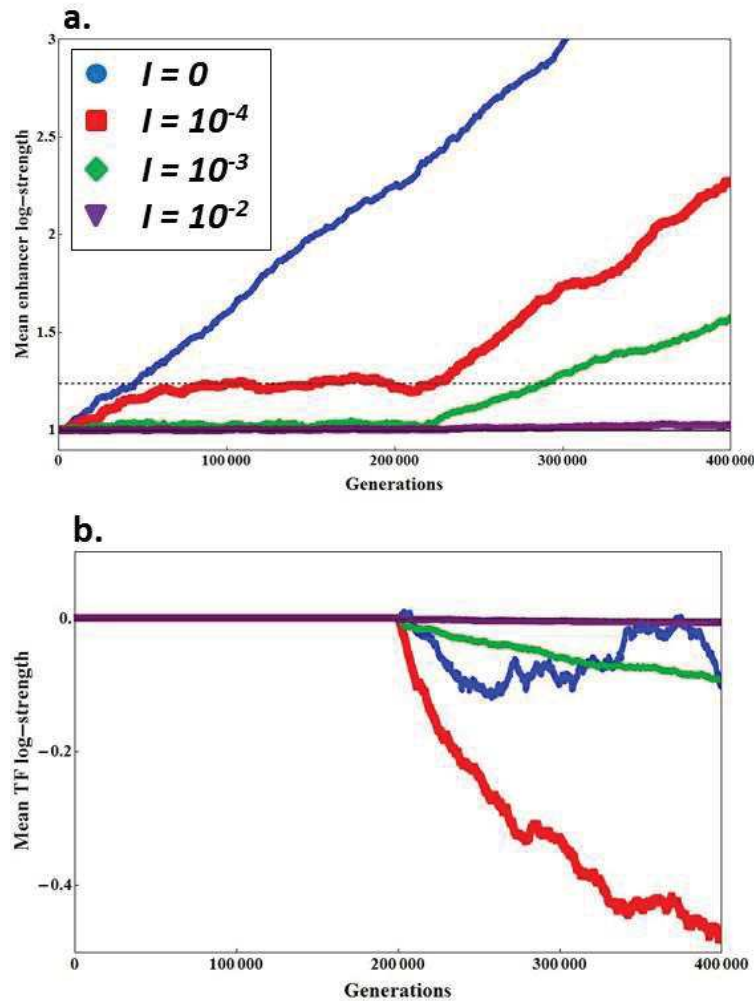 a.
3
2.5
2
1.5
1
Mean enhancer log-strength
l = 0
l = 10-4
l = 10-3
l = 10-2
0
100 000
200 000
300 000
400 000
Generations
b.
0.
-0.2
-0.4
Mean TF log-strength
0
100 000
200 000
300 000
400 000
Generations